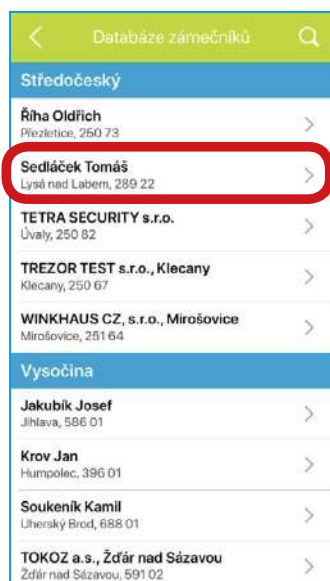 Databáze zámečníků
Středočeský
Říha Oldřich
Přezletice, 250 73
Sedláček Tomáš
Lysá nad Labem, 289 22
TETRA SECURITY s.r.o.
Úvaly, 250 82
TREZOR TEST s.r.o., Klecany
Klecany, 250 67
WINKHAUS CZ, s.r.o., Mirošovice
Mirošovice, 251 64
Vysočina
Jakubík Josef
Jihlava, 586 01
Krov Jan
Humpolec, 396 01
Soukeník Kamil
Uherský Brod, 688 01
TOKOZ a.s., Žďár nad Sázavou
Žďár nad Sázavou, 591 02